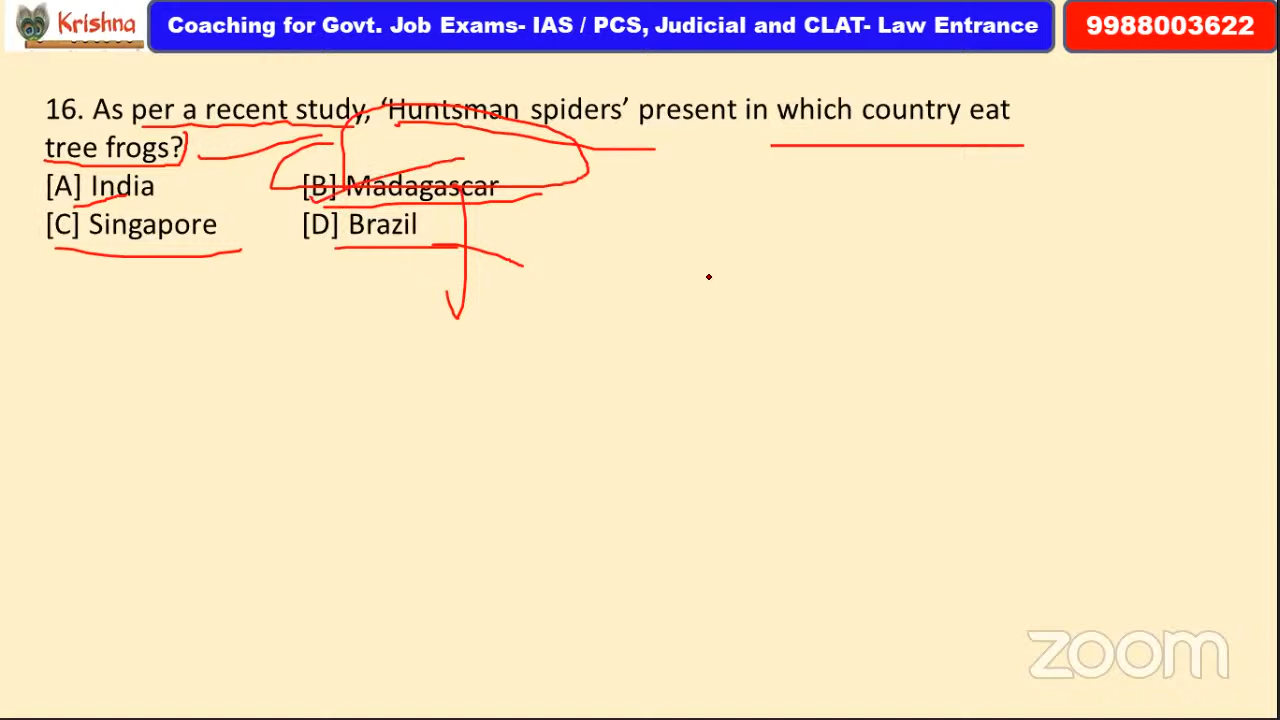 Krishna
Coaching for Govt. Job Exams- IAS / PCS, Judicial and CLAT- Law Entrance
9988003622
16. As per a recent study, ‘Huntsman spiders’ present in which country eat
tree frogs?
[A] India [B] Madagascar
[C] Singapore [D] Brazil
zoom